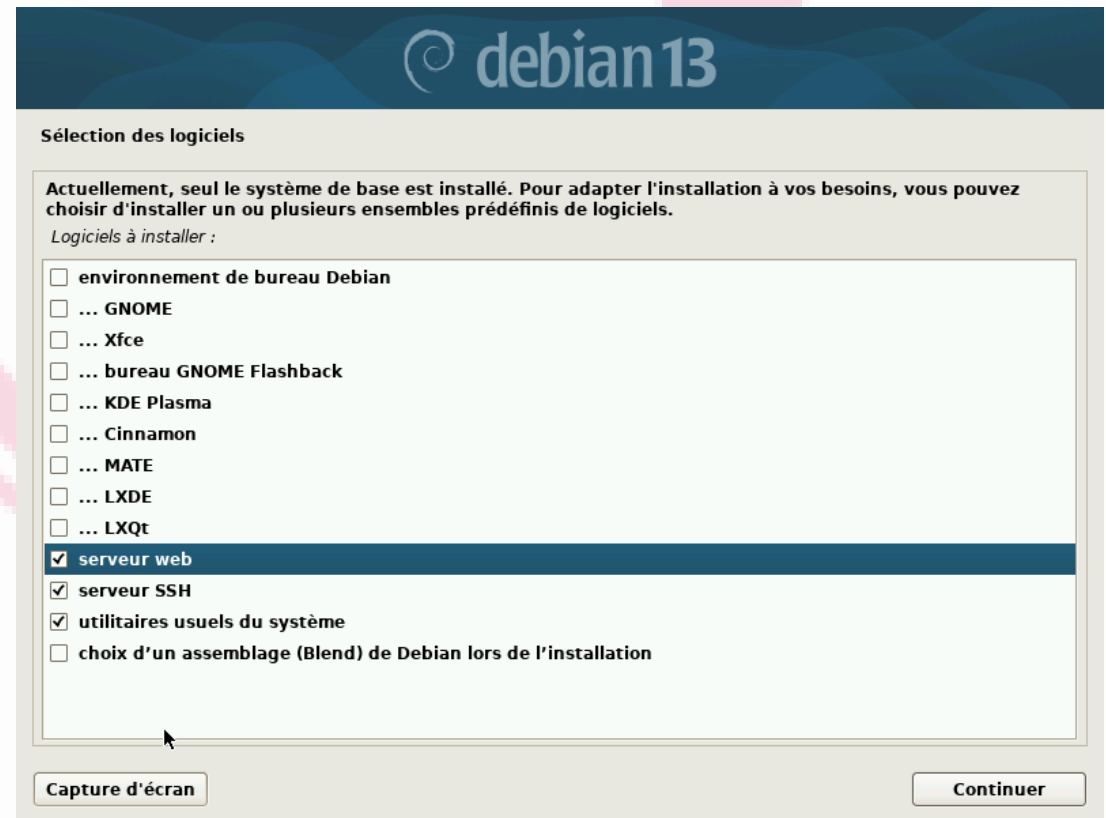 debian 13
Sélection des logiciels
Actuellement, seul le système de base est installé. Pour adapter l'installation à vos besoins, vous pouvez
choisir d'installer un ou plusieurs ensembles prédéfinis de logiciels.
Logiciels à installer :
environnement de bureau Debian
... GNOME
... Xfce
... bureau GNOME Flashback
... KDE Plasma
... Cinnamon
... MATE
... LXDE
... LXQt
serveur web
serveur SSH
utilitaires usuels du système
choix d’un assemblage (Blend) de Debian lors de l’installation
Capture d'écran
Continuer